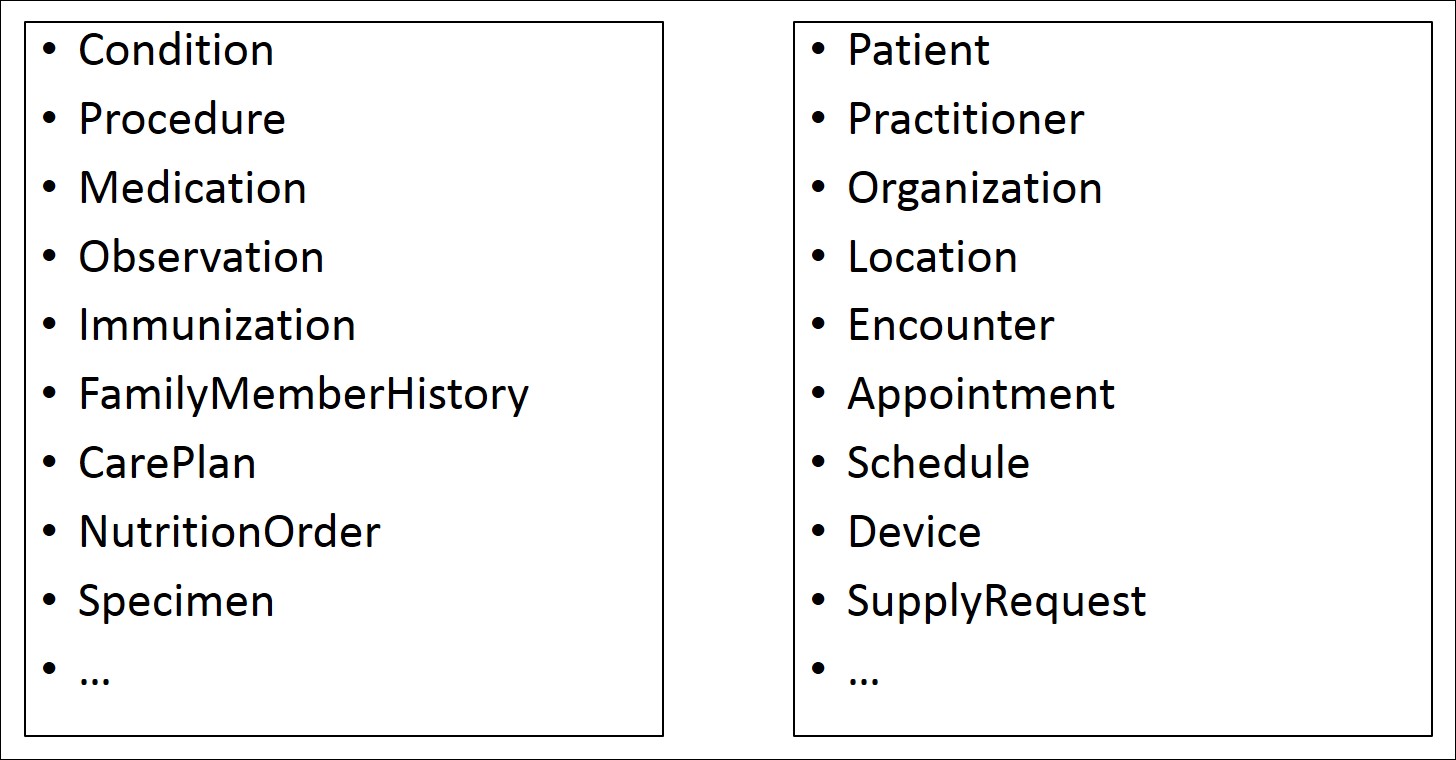 • Condition
• Procedure
• Medication
• Observation
• Immunization
• FamilyMemberHistory
• CarePlan
• NutritionOrder
• Specimen
• ...
• Patient
• Practitioner
• Organization
• Location
• Encounter
• Appointment
• Schedule
• Device
• SupplyRequest
• ...